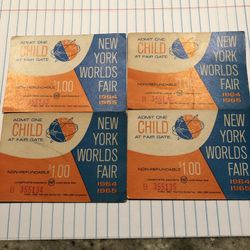 ADMIT ONE
CHILD
AT FAIR GATE
NON-REFUNDABLE $1.00
NEW
YORK
WORLDS
FAIR
1964
1965
ADMIT ONE
CHILD
AT FAIR GATE
NON-REFUNDABLE $1.00
B
NEW
YORK
WORLDS
FAIR
1964
1965
ADMIT ONE
CHILD
AT FAIR GATE
NON-REFUNDABLE $1.00
B 355134
NEW
YORK
WORLDS
FAIR
1964
1965
ADMIT ONE
CHILD
AT FAIR GATE
NON-REFUNDABLE $1.00
B 355135
NEW
YORK
WORLDS
FAIR
1964
1965